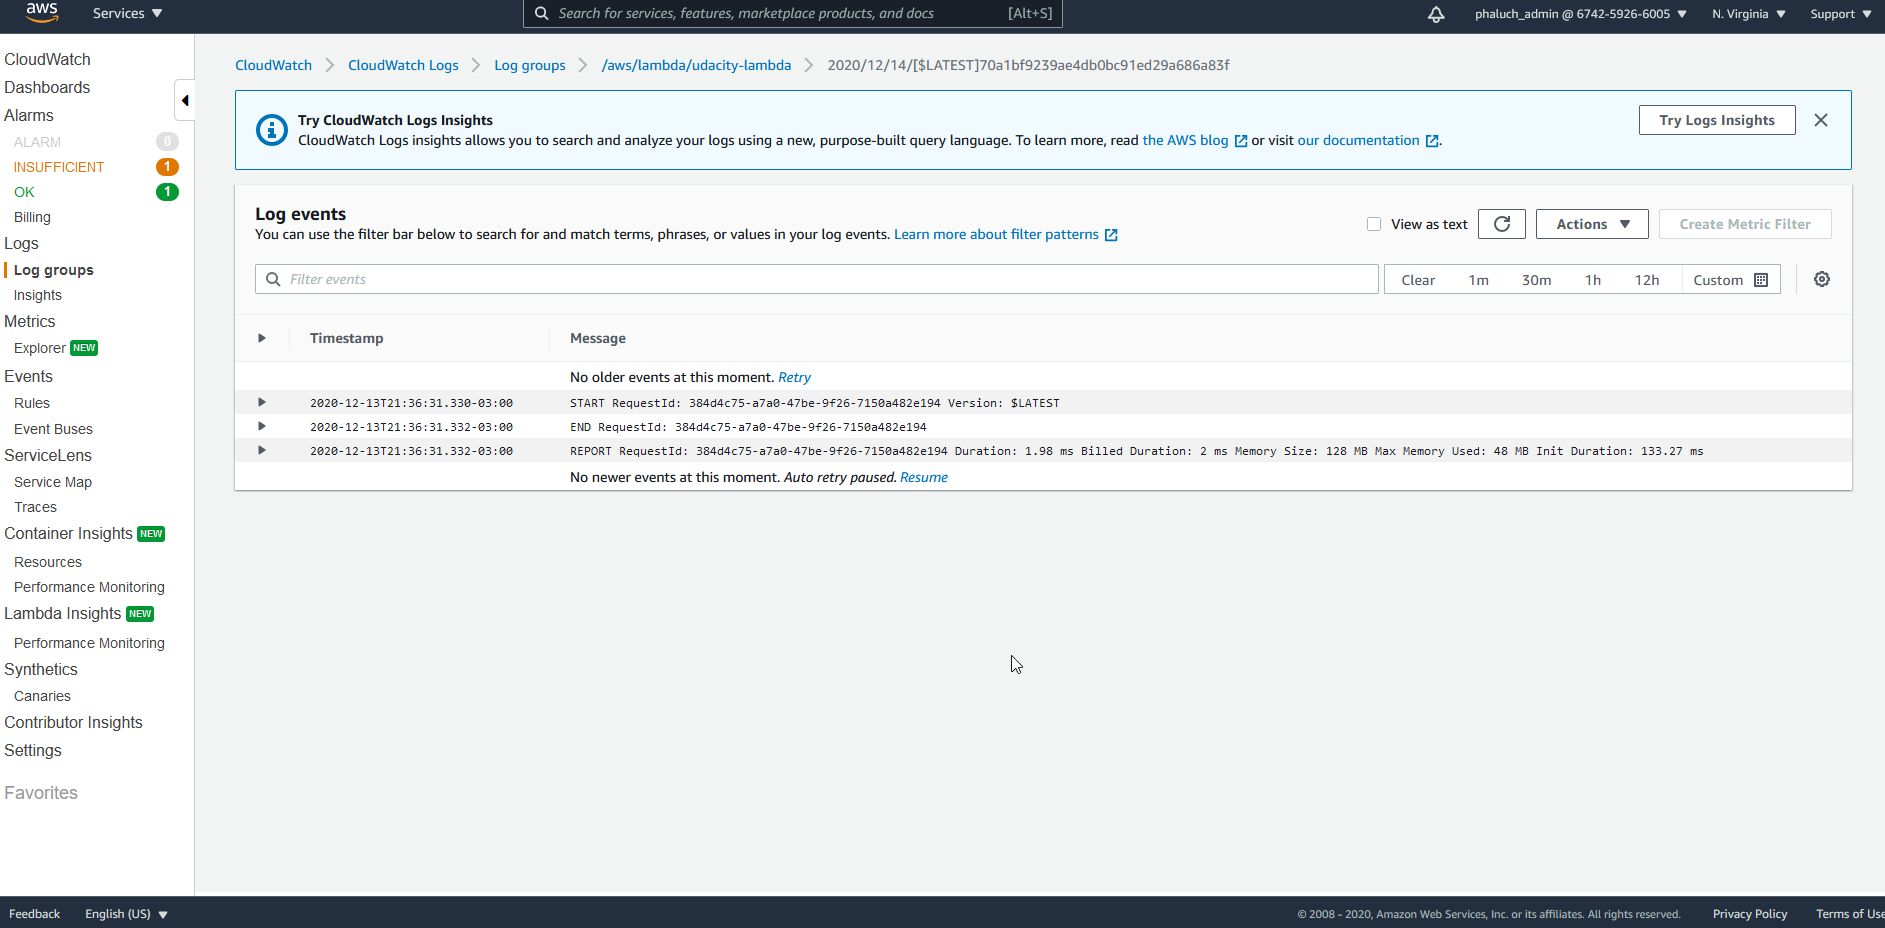 aws Services Search for services, features, marketplace products, and docs [Alt+S] phaluch_admin @ 6742-5926-6005 N. Virginia Support
CloudWatch
Dashboards
Alarms
ALARM 0
INSUFFICIENT 1
OK 1
Billing
Logs
Log groups
Insights
Metrics
Explorer NEW
Events
Rules
Event Buses
ServiceLens
Service Map
Traces
Container Insights NEW
Resources
Performance Monitoring
Lambda Insights NEW
Performance Monitoring
Synthetics
Canaries
Contributor Insights
Settings
Favorites
CloudWatch CloudWatch Logs Log groups /aws/lambda/udacity-lambda 2020/12/14/[$LATEST]70a1bf9239ae4db0bc91ed29a686a83f
Try CloudWatch Logs Insights
CloudWatch Logs insights allows you to search and analyze your logs using a new, purpose-built query language. To learn more, read the AWS blog or visit our documentation .
Try Logs Insights
Log events
You can use the filter bar below to search for and match terms, phrases, or values in your log events. Learn more about filter patterns
View as text Actions Create Metric Filter
Filter events Clear 1m 30m 1h 12h Custom
Timestamp Message
No older events at this moment. Retry
2020-12-13T21:36:31.330-03:00 START RequestId: 384d4c75-a7a0-47be-9f26-7150a482e194 Version: $LATEST
2020-12-13T21:36:31.332-03:00 END RequestId: 384d4c75-a7a0-47be-9f26-7150a482e194
2020-12-13T21:36:31.332-03:00 REPORT RequestId: 384d4c75-a7a0-47be-9f26-7150a482e194 Duration: 1.98 ms Billed Duration: 2 ms Memory Size: 128 MB Max Memory Used: 48 MB Init Duration: 133.27 ms
No newer events at this moment. Auto retry paused. Resume
Feedback English (US) © 2008 - 2020, Amazon Web Services, Inc. or its affiliates. All rights reserved. Privacy Policy Terms of Use